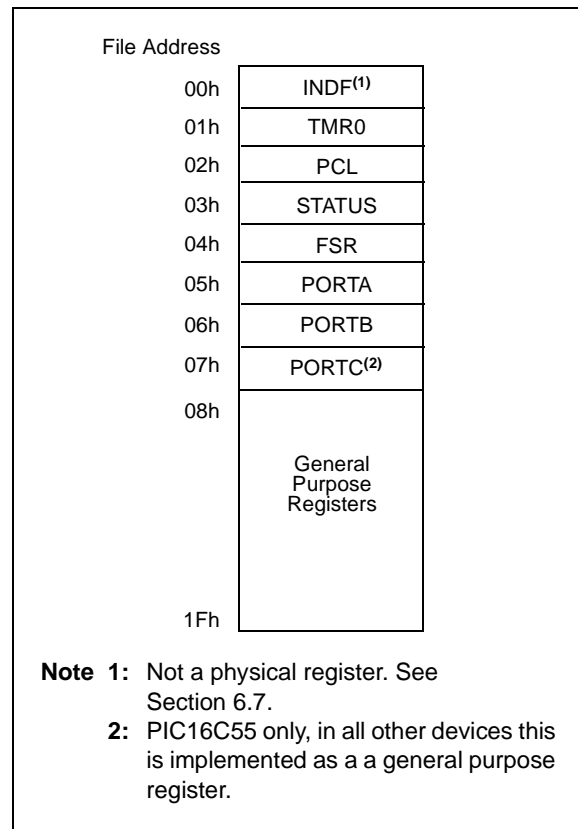 File Address
00h INDF(1)
01h TMR0
02h PCL
03h STATUS
04h FSR
05h PORTA
06h PORTB
07h PORTC(2)
08h
General
Purpose
Registers
1Fh
Note 1: Not a physical register. See
Section 6.7.
2: PIC16C55 only, in all other devices this
is implemented as a a general purpose
register.